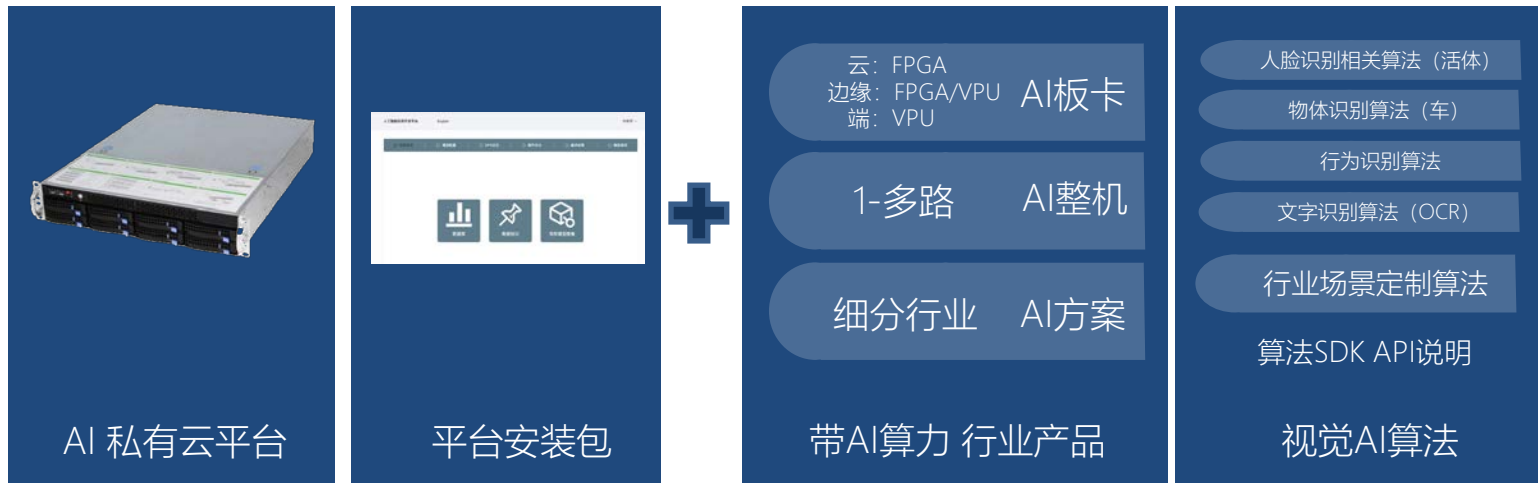 AI 私有云平台
English
平台安装包
云：FPGA
边缘：FPGA/VPU
端：VPU
AI板卡
1-多路
AI整机
细分行业
AI方案
带AI算力 行业产品
人脸识别相关算法（活体）
物体识别算法（车）
行为识别算法
文字识别算法（OCR）
行业场景定制算法
算法SDK API说明
视觉AI算法